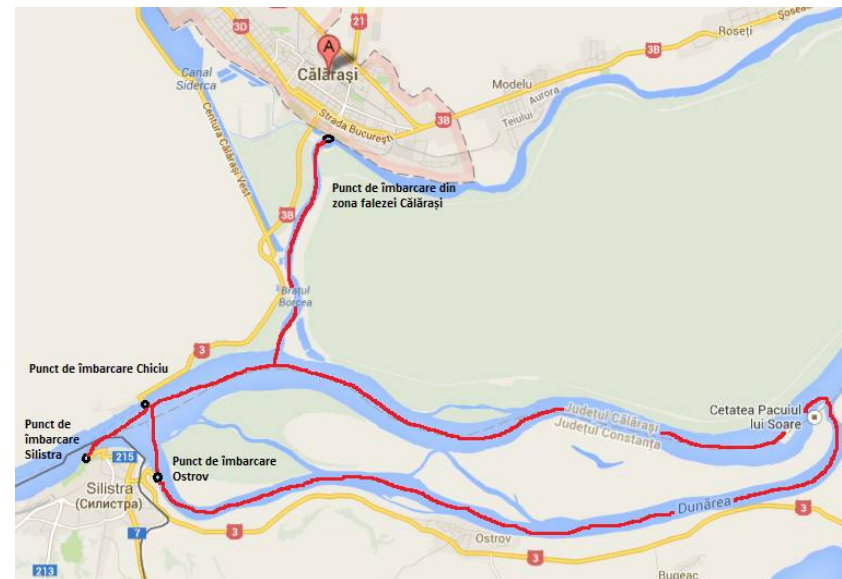 3D
21
A
Călărași
3B
Roseți
Șoseaua
Canal
Siderca
Modelu
Aurora
Teiului
3B
Strada București
Centura Călărași Vest
Punct de îmbarcare din
zona falezei Călărași
3B
Brațul
Borcea
3
Punct de îmbarcare Chiciu
Județul Călărași
Județul Constanța
Cetatea Pacuiul
lui Soare
Punct
de
îmbarcare
Silistra
215
Punct de îmbarcare
Ostrov
Silistra
(Силистра)
Dunărea
3
3
7
Ostrov
3
213
Bugeac